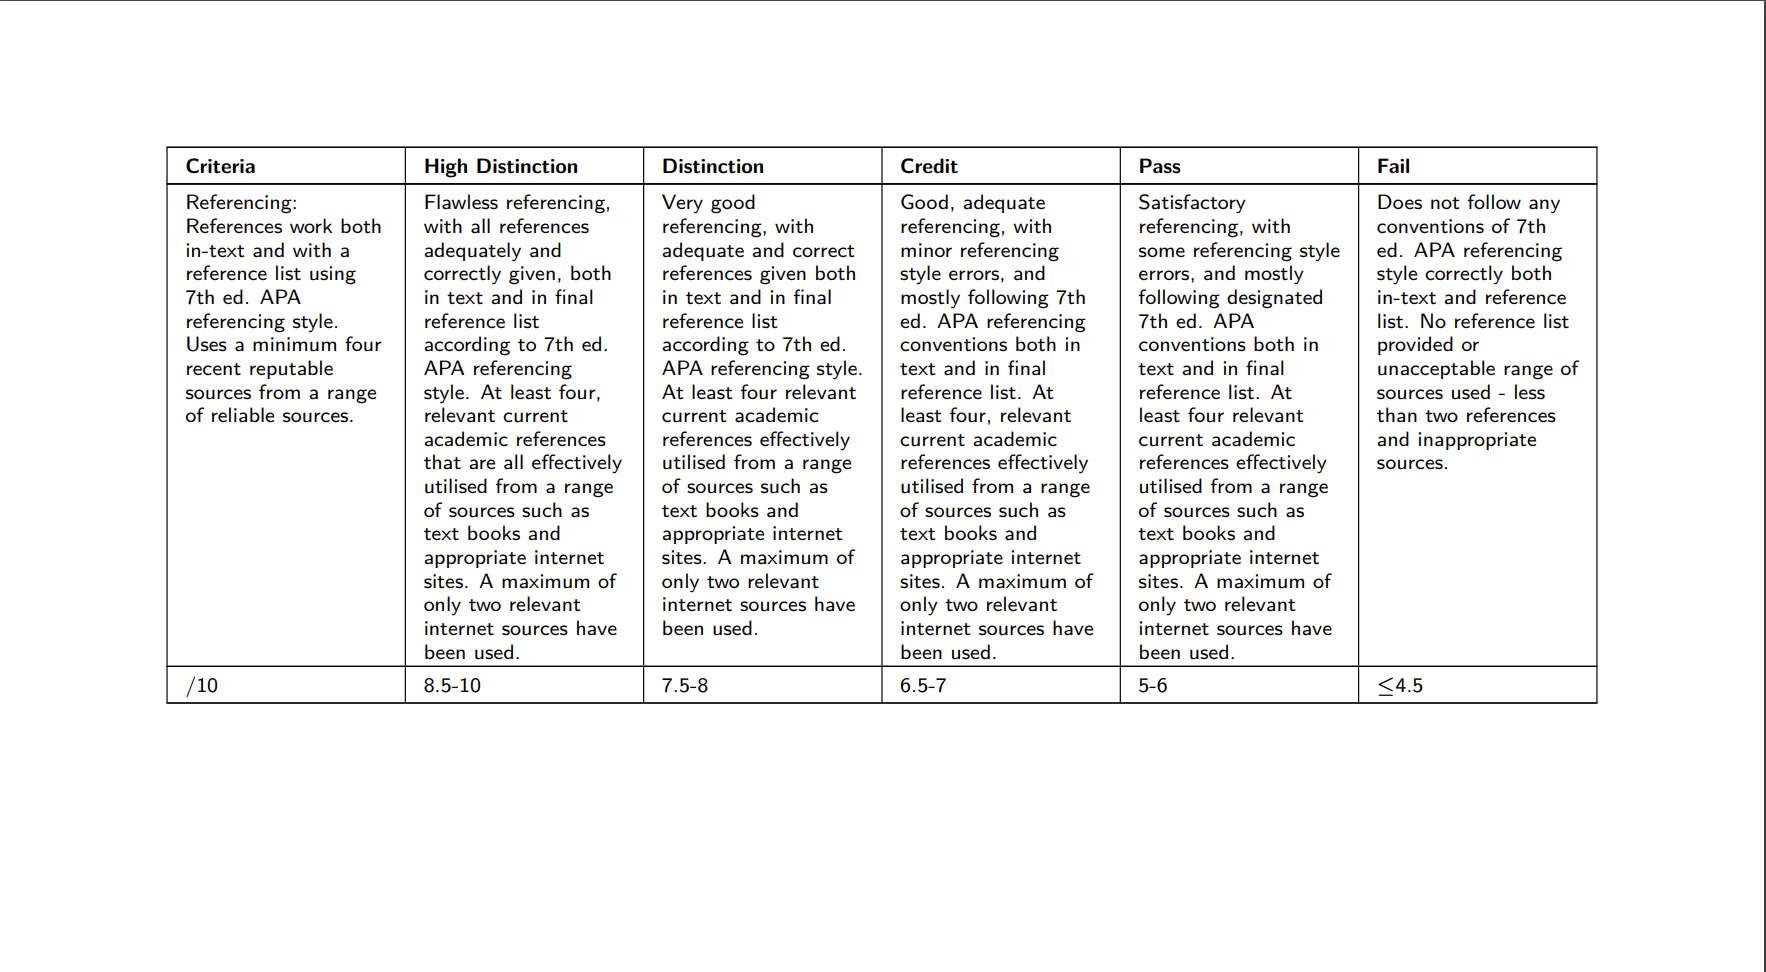 Criteria
High Distinction
Distinction
Credit
Pass
Fail
Referencing:
References work both
in-text and with a
reference list using
7th ed. APA
referencing style.
Uses a minimum four
recent reputable
sources from a range
of reliable sources.
Flawless referencing,
with all references
adequately and
correctly given, both
in text and in final
reference list
according to 7th ed.
APA referencing
style. At least four,
relevant current
academic references
that are all effectively
utilised from a range
of sources such as
text books and
appropriate internet
sites. A maximum of
only two relevant
internet sources have
been used.
Very good
referencing, with
adequate and correct
references given both
in text and in final
reference list
according to 7th ed.
APA referencing style.
At least four relevant
current academic
references effectively
utilised from a range
of sources such as
text books and
appropriate internet
sites. A maximum of
only two relevant
internet sources have
been used.
Good, adequate
referencing, with
minor referencing
style errors, and
mostly following 7th
ed. APA referencing
conventions both in
text and in final
reference list. At
least four, relevant
current academic
references effectively
utilised from a range
of sources such as
text books and
appropriate internet
sites. A maximum of
only two relevant
internet sources have
been used.
Satisfactory
referencing, with
some referencing style
errors, and mostly
following designated
7th ed. APA
conventions both in
text and in final
reference list. At
least four relevant
current academic
references effectively
utilised from a range
of sources such as
text books and
appropriate internet
sites. A maximum of
only two relevant
internet sources have
been used.
Does not follow any
conventions of 7th
ed. APA referencing
style correctly both
in-text and reference
list. No reference list
provided or
unacceptable range of
sources used - less
than two references
and inappropriate
sources.
/10
8.5-10
7.5-8
6.5-7
5-6
≤4.5